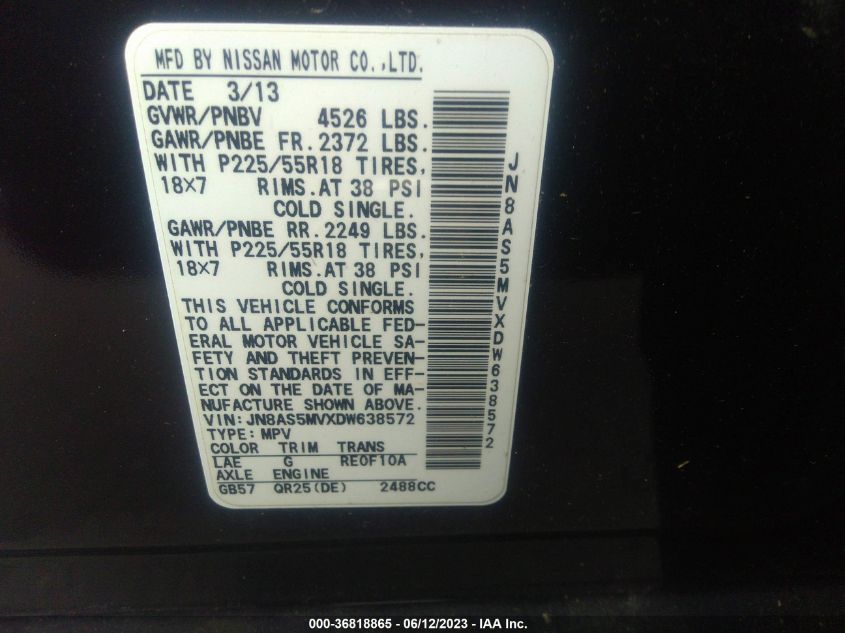 MFD BY NISSAN MOTOR CO.,LTD.
DATE 3/13
GVWR/PNBV 4526 LBS.
GAWR/PNBE FR. 2372 LBS.
WITH P225/55R18 TIRES,
18X7 RIMS. AT 38 PSI
COLD SINGLE.
GAWR/PNBE RR. 2249 LBS.
WITH P225/55R18 TIRES,
18X7 RIMS. AT 38 PSI
COLD SINGLE.
THIS VEHICLE CONFORMS
TO ALL APPLICABLE FED-
ERAL MOTOR VEHICLE SA-
FETY AND THEFT PREVEN-
TION STANDARDS IN EFF-
ECT ON THE DATE OF MA-
NUFACTURE SHOWN ABOVE.
VIN: JN8AS5MVXDW638572
TYPE: MPV
COLOR TRIM TRANS
LAE G RE0F10A
AXLE ENGINE
GB57 QR25(DE) 2488CC
JN8AS5MVXDW638572
000-36818865 - 06/12/2023 - IAA Inc.